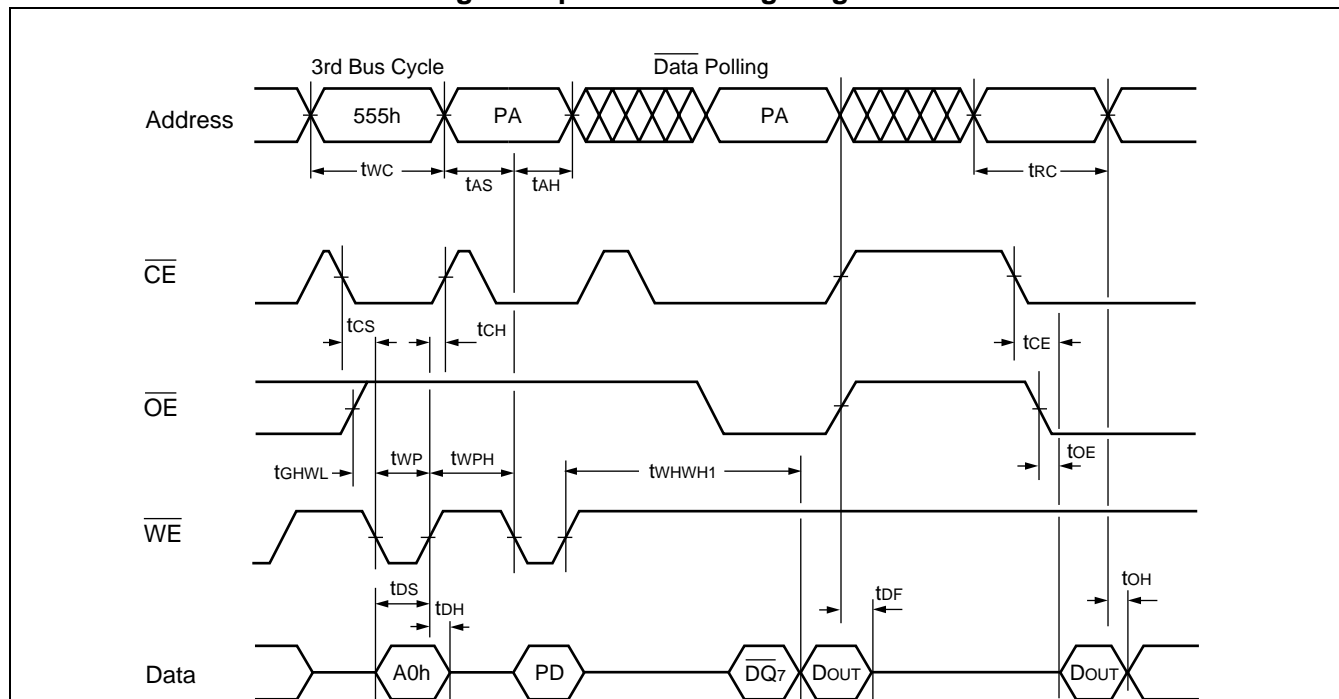 3rd Bus Cycle
Data Polling
Address
555h
PA
PA
tWC
tAS
tAH
tRC
CE
tCS
tCH
tCE
OE
tGHWL
tWP
tWPH
tWHWH1
tOE
WE
tDS
tDH
tDF
tOH
Data
A0h
PD
DQ7
DOUT
DOUT